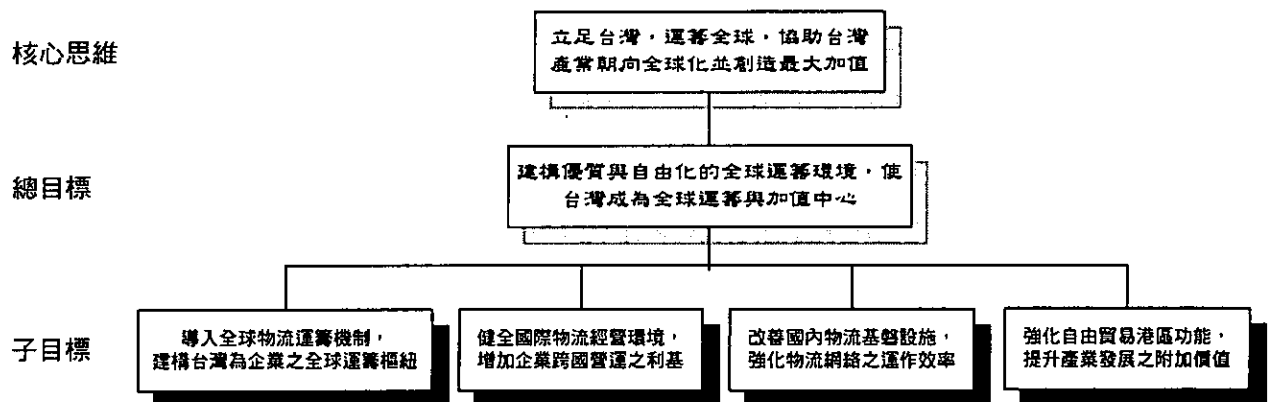 核心思維
立足台灣，運籌全球，協助台灣
產業朝向全球化並創造最大加值
總目標
建構優質與自由化的全球運籌環境，使
台灣成為全球運籌與加值中心
子目標
導入全球物流運籌機制，
建構台灣為企業之全球運籌樞紐
健全國際物流經營環境，
增加企業跨國營運之利基
改善國內物流基磐設施，
強化物流網絡之運作效率
強化自由貿易港區功能，
提升產業發展之附加價值